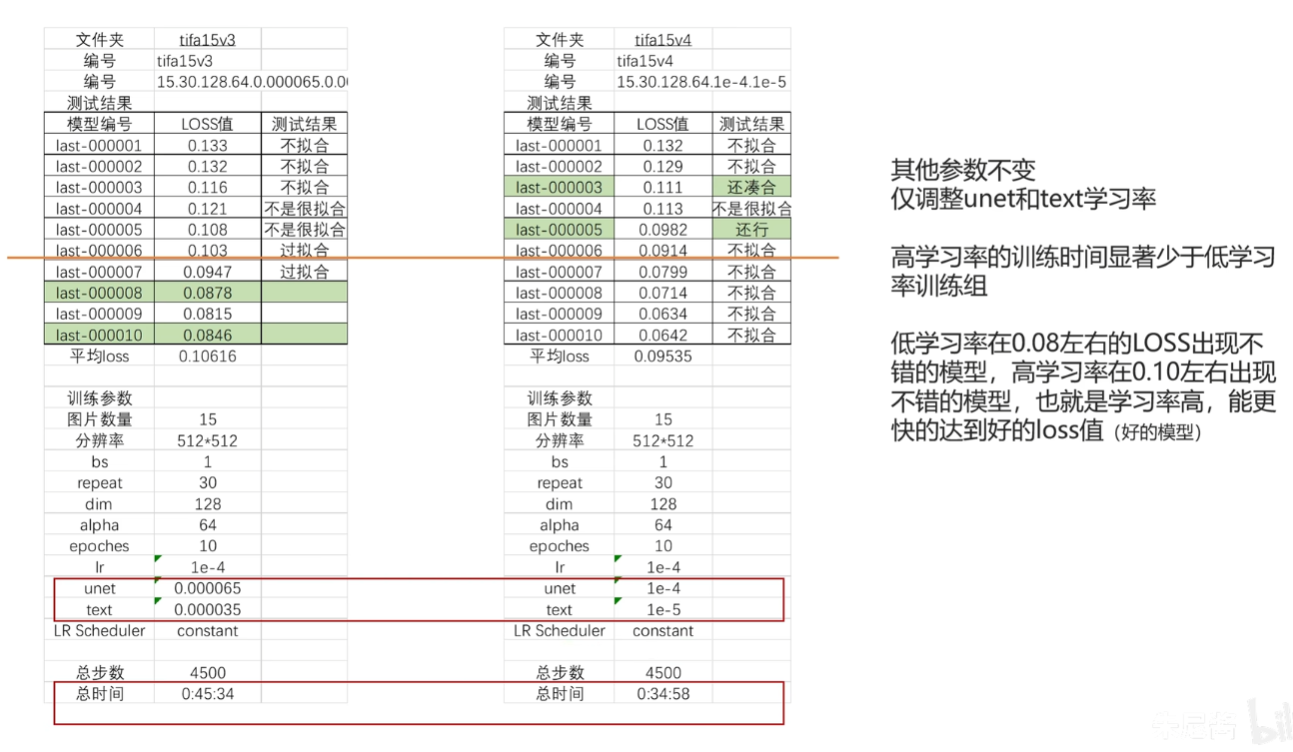 文件夹 tifa15v3
编号 tifa15v3
编号 15.30.128.64.0.000065.0.00
测试结果
模型编号 LOSS值 测试结果
last-000001 0.133 不拟合
last-000002 0.132 不拟合
last-000003 0.116 不拟合
last-000004 0.121 不是很拟合
last-000005 0.108 不是很拟合
last-000006 0.103 过拟合
last-000007 0.0947 过拟合
last-000008 0.0878
last-000009 0.0815
last-000010 0.0846
平均loss 0.10616
训练参数
图片数量 15
分辨率 512*512
bs 1
repeat 30
dim 128
alpha 64
epoches 10
lr 1e-4
unet 0.000065
text 0.000035
LR Scheduler constant
总步数 4500
总时间 0:45:34
文件夹 tifa15v4
编号 tifa15v4
编号 15.30.128.64.1e-4.1e-5
测试结果
模型编号 LOSS值 测试结果
last-000001 0.132 不拟合
last-000002 0.129 不拟合
last-000003 0.111 还凑合
last-000004 0.113 不是很拟合
last-000005 0.0982 还行
last-000006 0.0914 不拟合
last-000007 0.0799 不拟合
last-000008 0.0714 不拟合
last-000009 0.0634 不拟合
last-000010 0.0642 不拟合
平均loss 0.09535
训练参数
图片数量 15
分辨率 512*512
bs 1
repeat 30
dim 128
alpha 64
epoches 10
lr 1e-4
unet 1e-4
text 1e-5
LR Scheduler constant
总步数 4500
总时间 0:34:58
其他参数不变
仅调整unet和text学习率
高学习率的训练时间显著少于低学习
率训练组
低学习率在0.08左右的LOSS出现不
错的模型，高学习率在0.10左右出现
不错的模型，也就是学习率高，能更
快的达到好的loss值（好的模型）